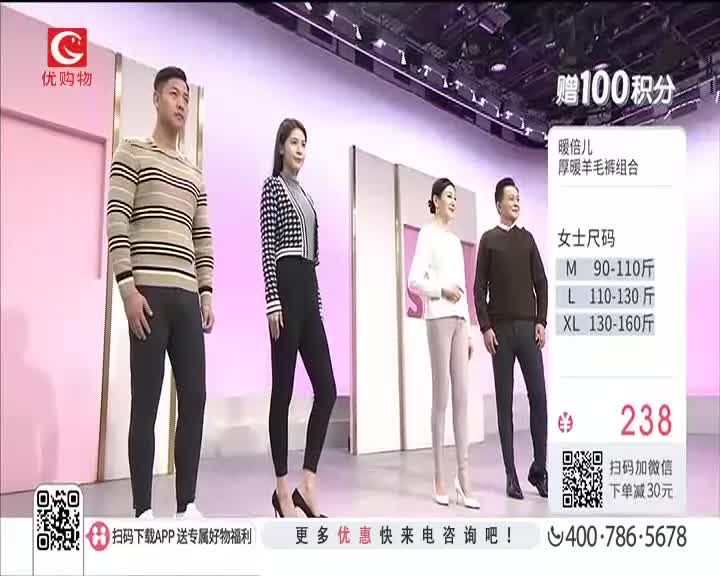 优购物
赠100积分
暖倍儿
厚暖羊毛裤组合
女士尺码
M 90-110斤
L 110-130斤
XL 130-160斤
¥ 238
扫码加微信
下单减30元
扫码下载APP 送专属好物福利
更多优惠快来电咨询吧!
400-786-5678